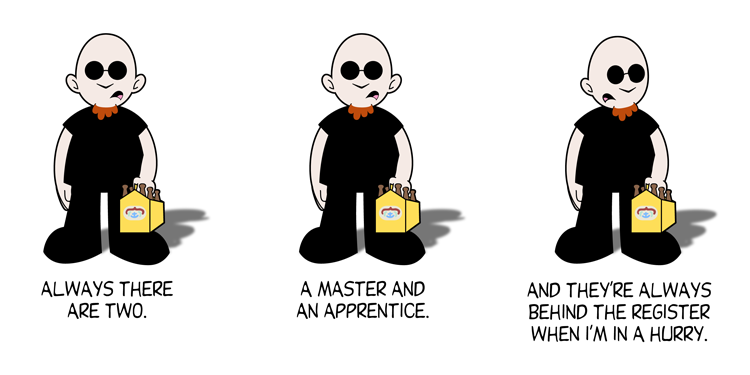 ALWAYS THERE
ARE TWO.
A MASTER AND
AN APPRENTICE.
AND THEY'RE ALWAYS
BEHIND THE REGISTER
WHEN I'M IN A HURRY.